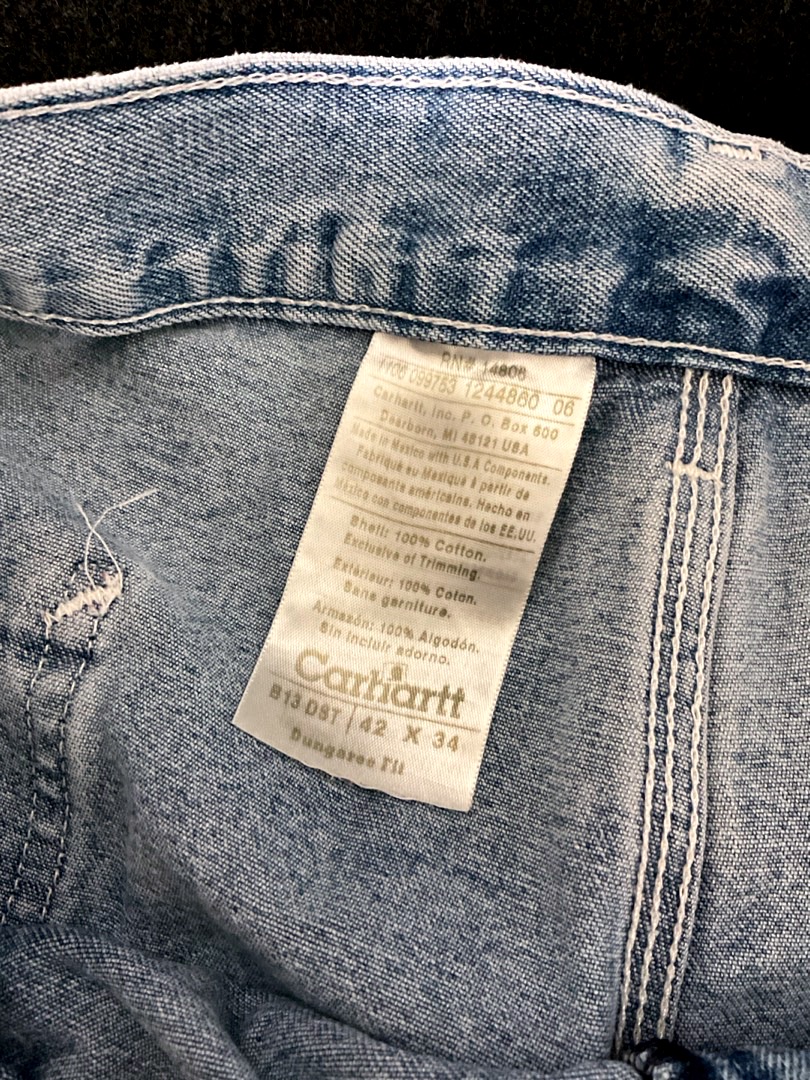 RN# 14806
1706 099753 1244860 06
Carhartt, Inc. P. O. Box 600
Dearborn, MI 48121 USA
Made in Mexico with U.S.A Components.
Fabriqué eu Mexique à partir de
composants américains. Hecho en
México con componentes de los EE.UU.
Shell: 100% Cotton.
Exclusive of Trimming.
Extérieur: 100% Coton.
Sans garniture.
Armazón: 100% Algodón.
Sin incluir adorno.
Carhartt
B13 DST 42 X 34
Dungaree Fit